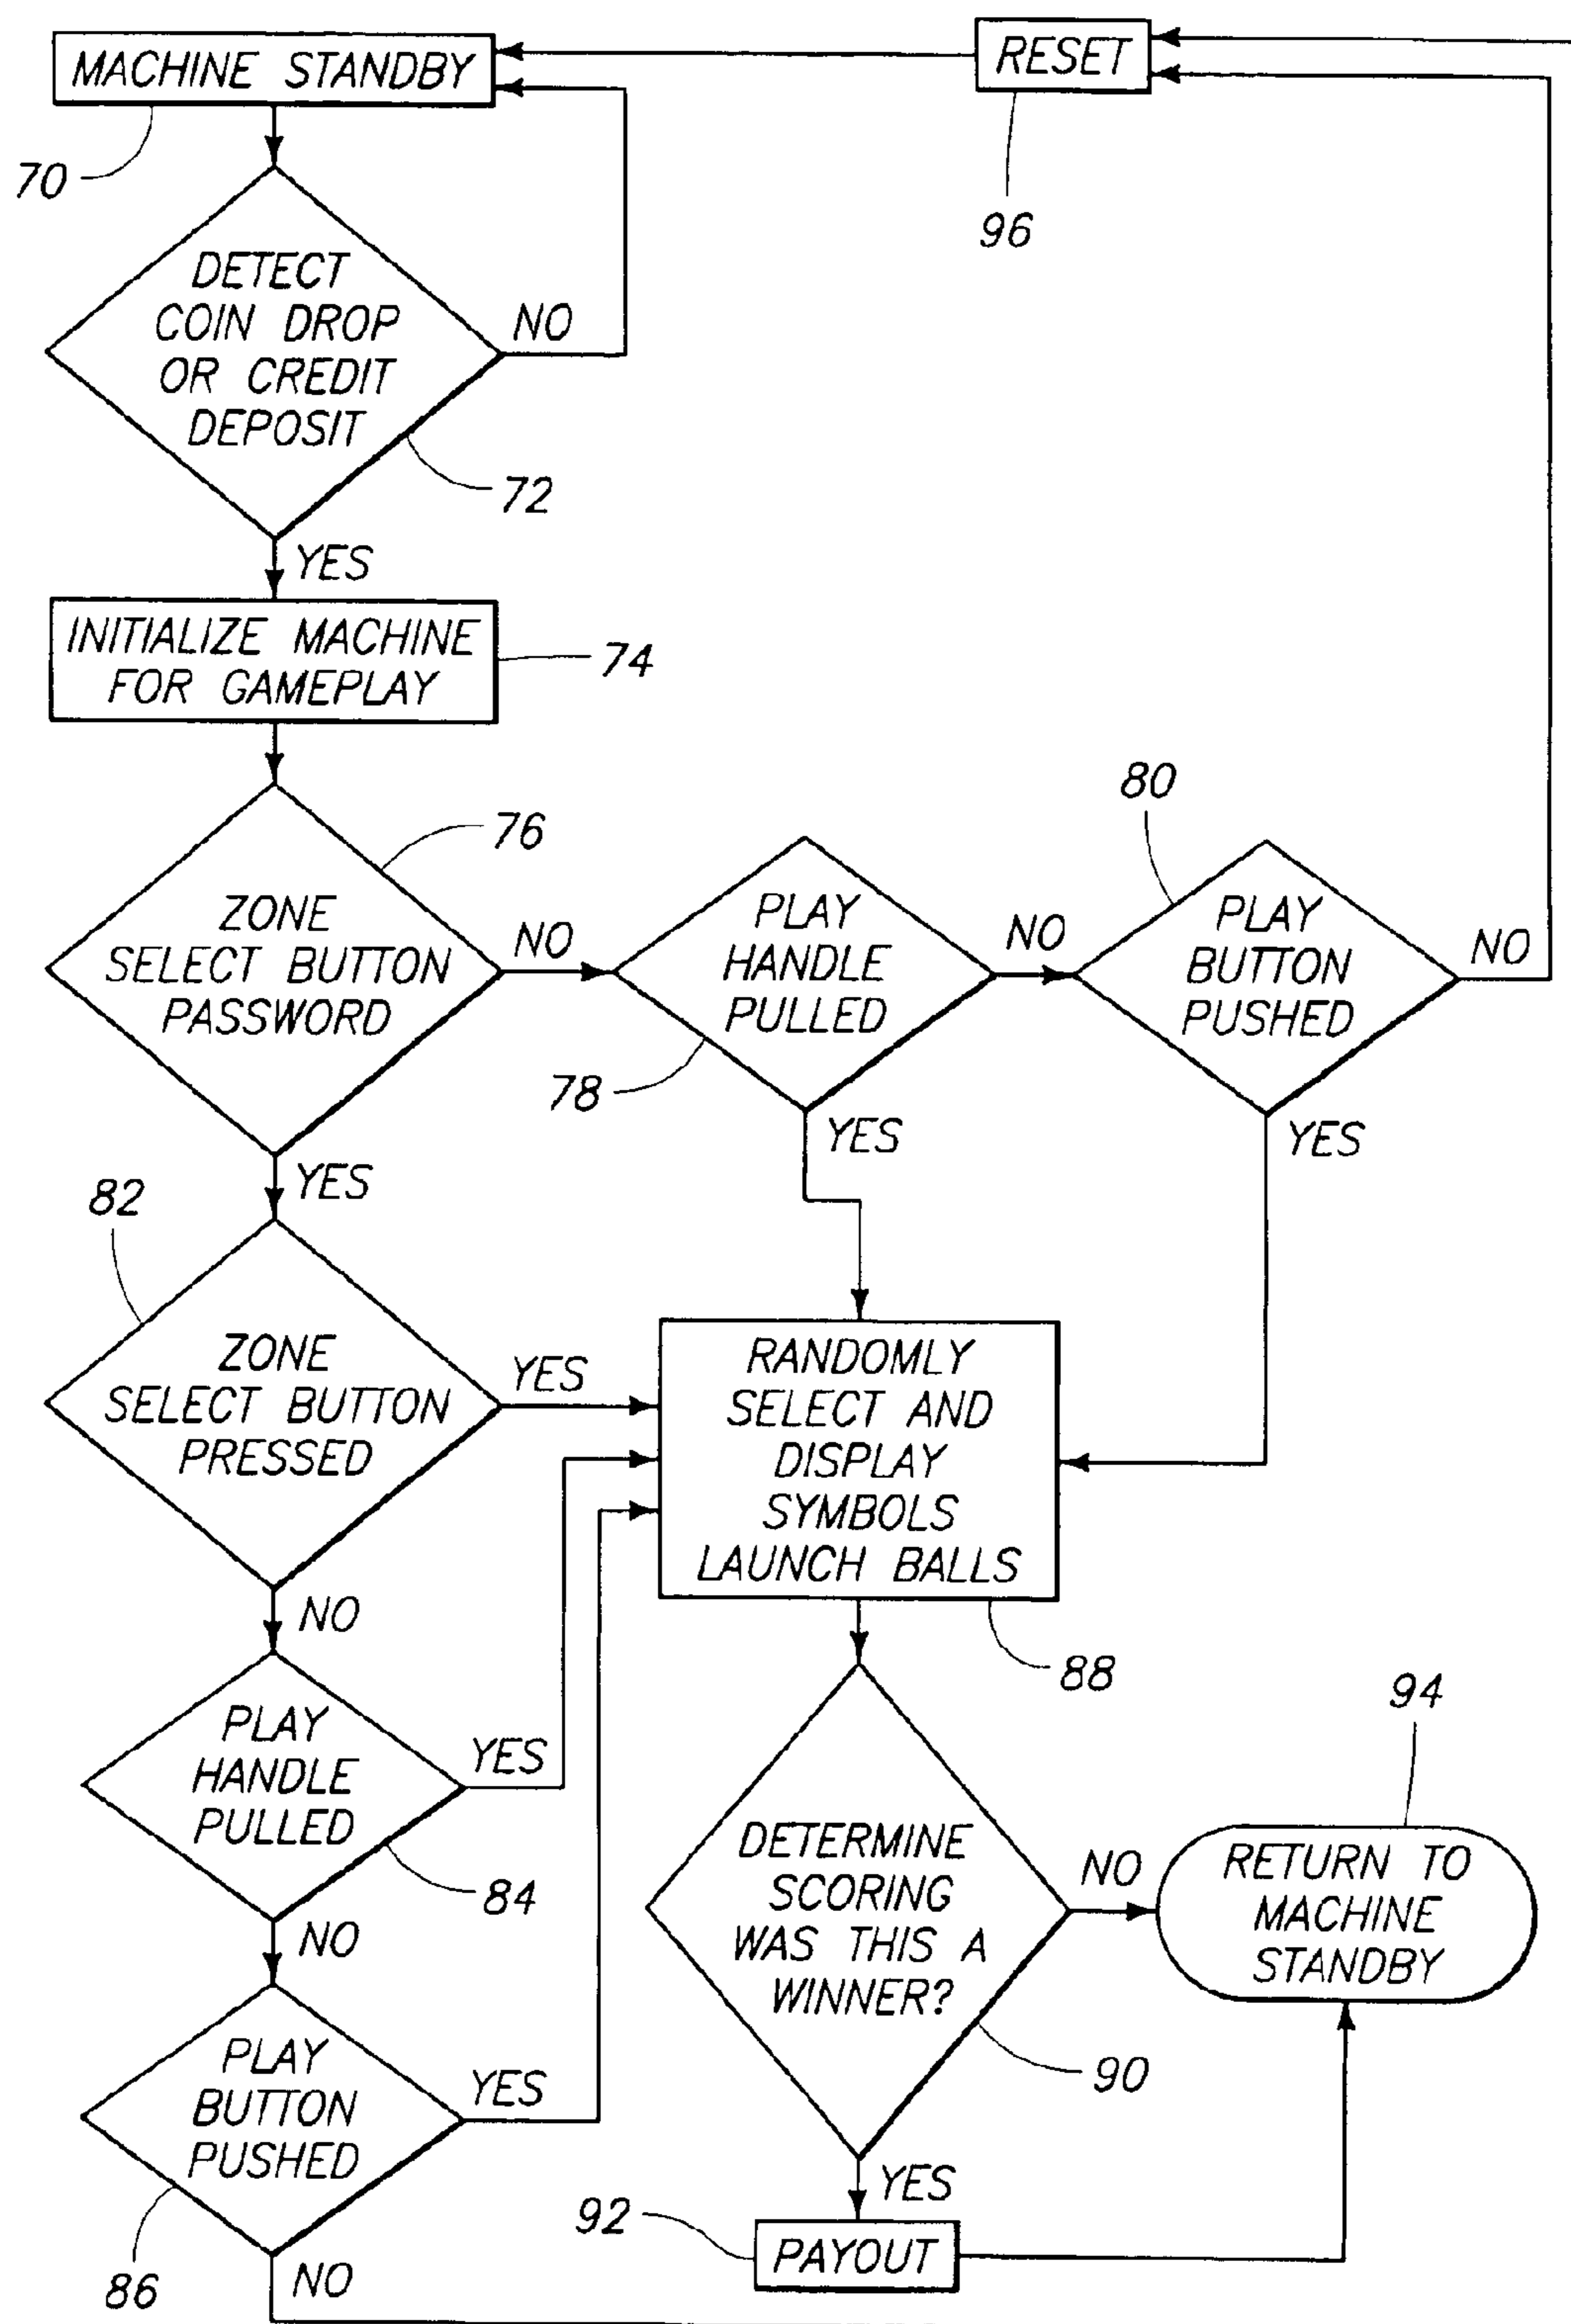 MACHINE STANDBY
RESET
70
96
DETECT
COIN DROP
OR CREDIT
DEPOSIT
NO
72
YES
INITIALIZE MACHINE
FOR GAMEPLAY
74
76
ZONE
SELECT BUTTON
PASSWORD
NO
PLAY
HANDLE
PULLED
78
NO
80
PLAY
BUTTON
PUSHED
NO
YES
YES
YES
82
ZONE
SELECT BUTTON
PRESSED
YES
RANDOMLY
SELECT AND
DISPLAY
SYMBOLS
LAUNCH BALLS
88
NO
PLAY
HANDLE
PULLED
YES
84
DETERMINE
SCORING
WAS THIS A
WINNER?
90
NO
94
RETURN TO
MACHINE
STANDBY
NO
PLAY
BUTTON
PUSHED
YES
86
NO
YES
92
PAYOUT